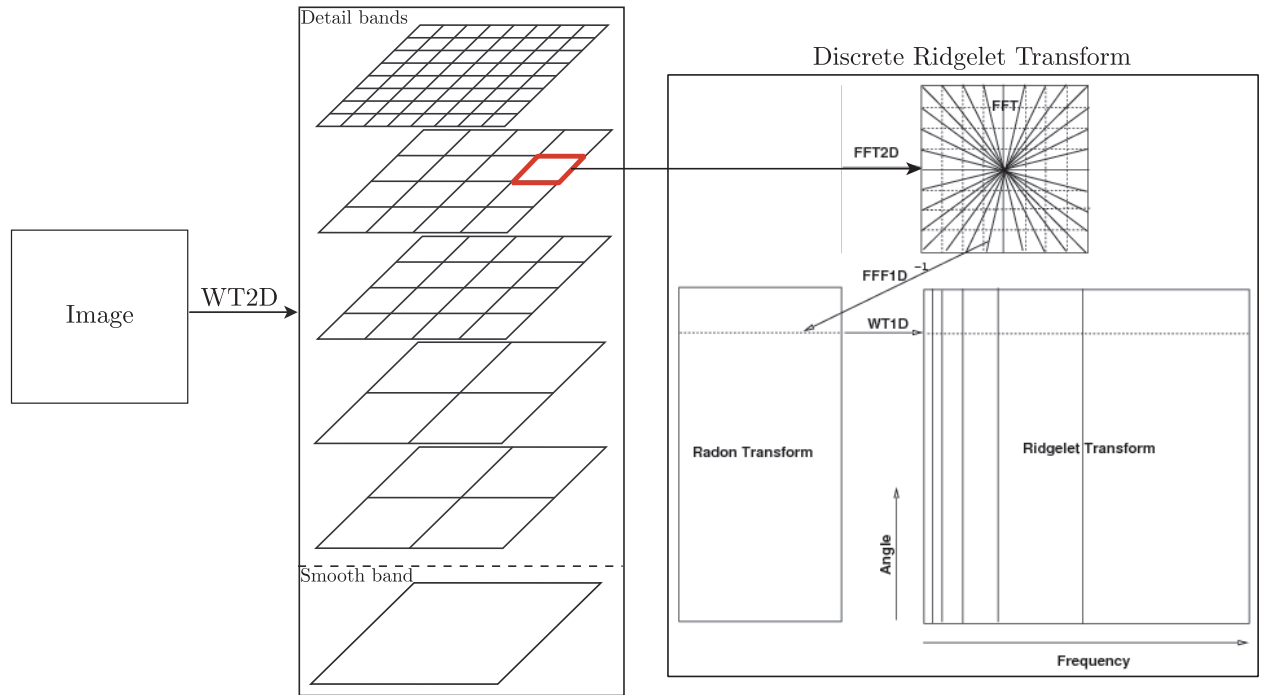 Detail bands
Discrete Ridgelet Transform
FFT
FFT2D
Image
WT2D
FFF1D −1
WT1D
Radon Transform
Ridgelet Transform
Angle
Smooth band
Frequency